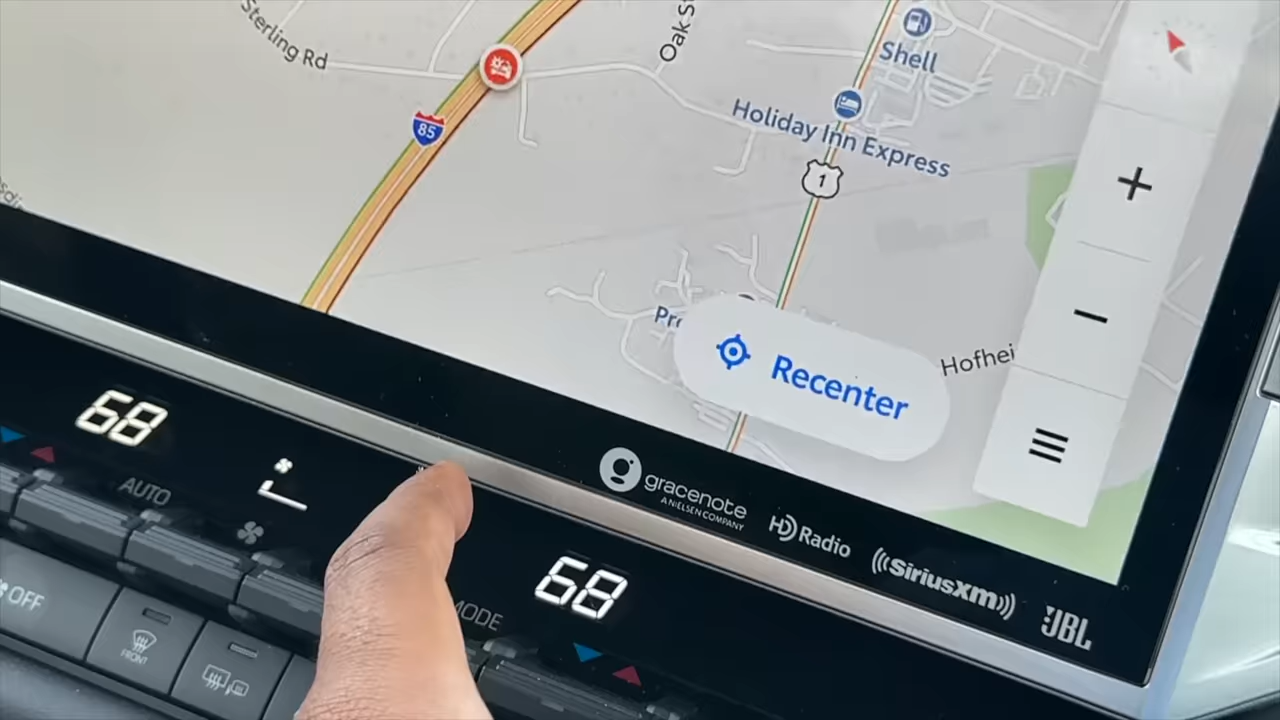 Sterling Rd
Oak S
Shell
85
Holiday Inn Express
1
Hofhei
Recenter
68
AUTO
gracenote
A NIELSEN COMPANY
HD Radio
SiriusXM
JBL
68
MODE
OFF
FRONT